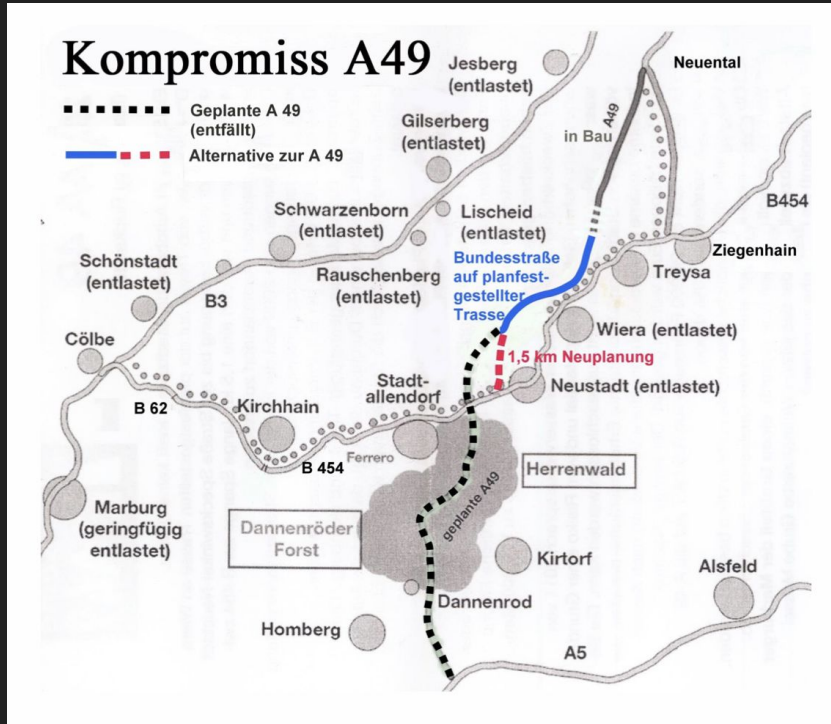 Kompromiss A49
Geplante A 49
(entfällt)
Alternative zur A 49
Jesberg
(entlastet)
Neuental
Gilserberg
(entlastet)
A49
in Bau
B454
Schwarzenborn
(entlastet)
Lischeid
(entlastet)
Ziegenhain
Schönstadt
(entlastet)
Rauschenberg
(entlastet)
Bundesstraße
auf planfest-
gestellter
Trasse
Treysa
B3
Wiera (entlastet)
Cölbe
1,5 km Neuplanung
Stadt-
allendorf
Neustadt (entlastet)
B 62
Kirchhain
Ferrero
B 454
Herrenwald
geplante A49
Marburg
(geringfügig
entlastet)
Dannenröder
Forst
Kirtorf
Alsfeld
Dannenrod
Homberg
A5